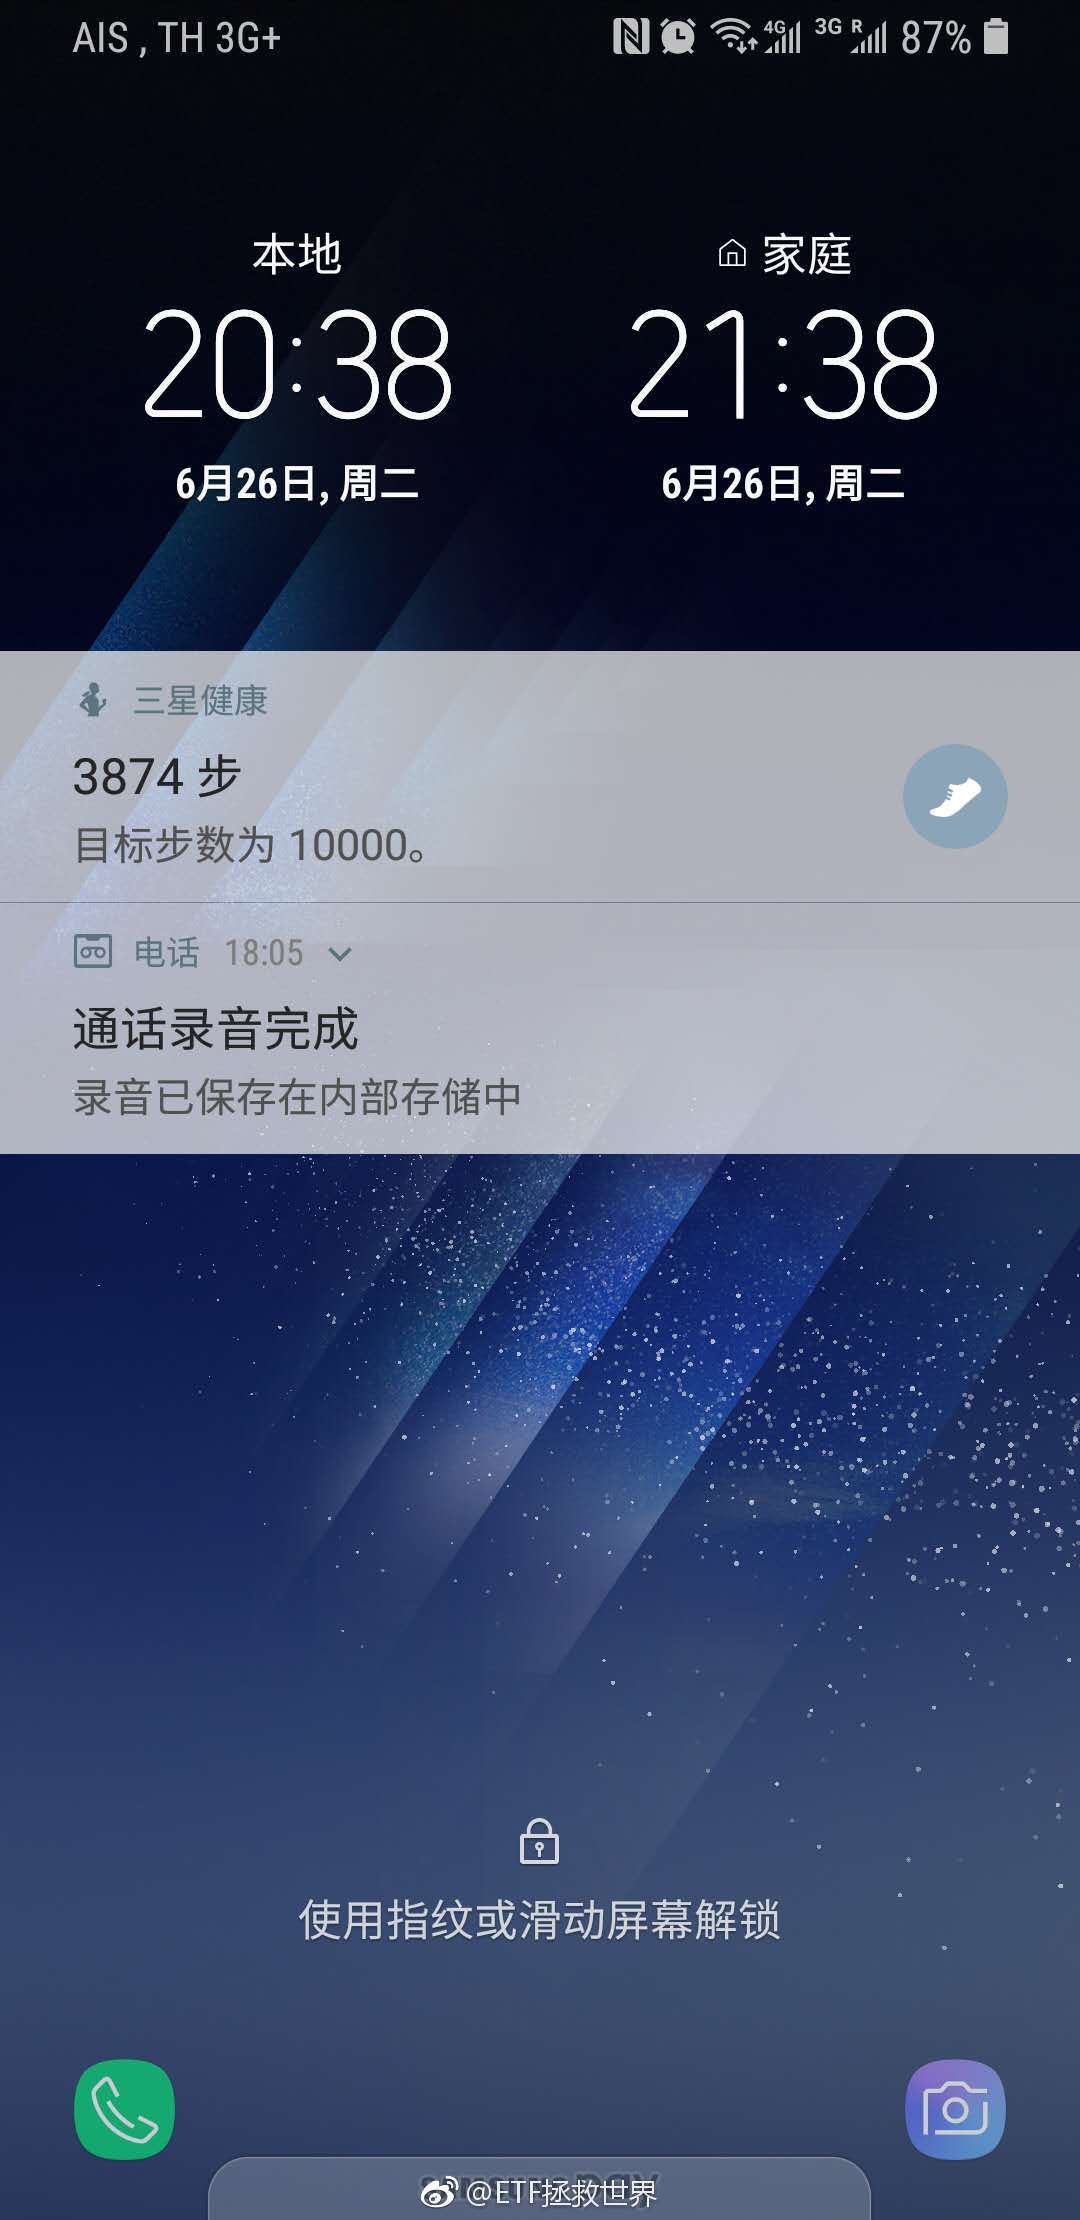 AIS , TH 3G+ 4G 3G R 87%
本地 家庭
20:38 21:38
6月26日, 周二 6月26日, 周二
三星健康
3874 步
目标步数为 10000。
电话 18:05
通话录音完成
录音已保存在内部存储中
使用指纹或滑动屏幕解锁
@ETF拯救世界